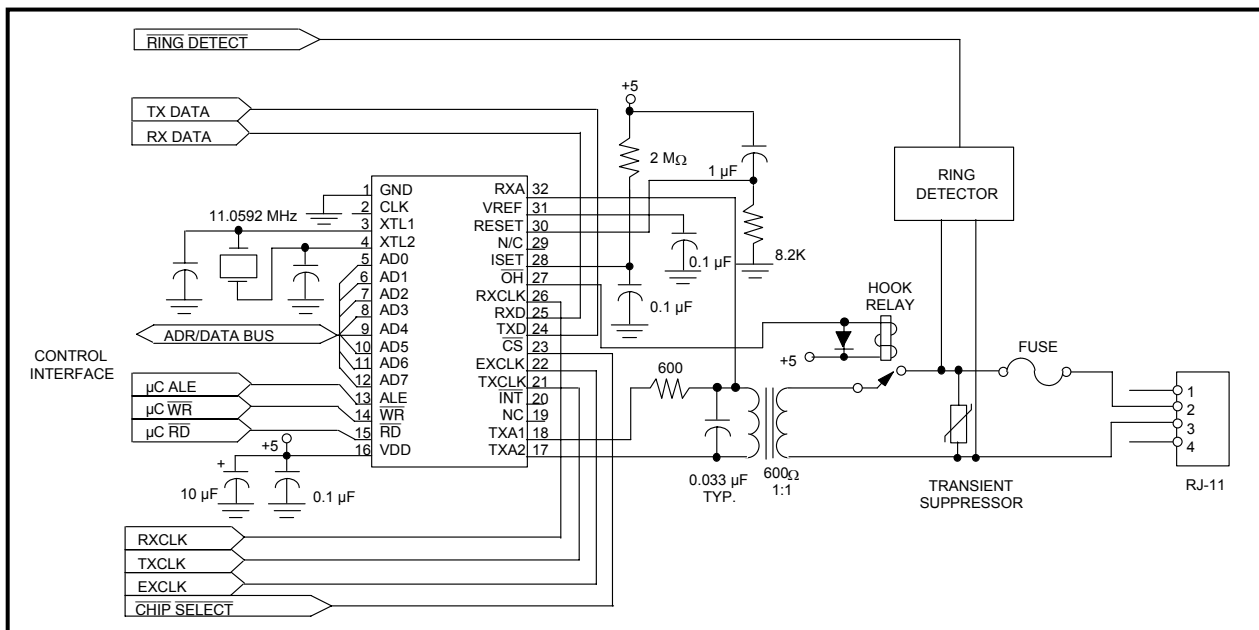 RING DETECT
TX DATA
RX DATA
+5
2 MΩ
1 µF
8.2K
0.1 µF
0.1 µF
RING
DETECTOR
11.0592 MHz
1 GND
2 CLK
3 XTL1
4 XTL2
5 AD0
6 AD1
7 AD2
8 AD3
9 AD4
10 AD5
11 AD6
12 AD7
13 ALE
14 WR
15 RD
16 VDD
RXA 32
VREF 31
RESET 30
N/C 29
ISET 28
OH 27
RXCLK 26
RXD 25
TXD 24
CS 23
EXCLK 22
TXCLK 21
INT 20
NC 19
TXA1 18
TXA2 17
ADR/DATA BUS
CONTROL
INTERFACE
µC ALE
µC WR
µC RD
+5
+
10 µF
0.1 µF
RXCLK
TXCLK
EXCLK
CHIP SELECT
600
0.033 µF
TYP.
600Ω
1:1
HOOK
RELAY
+5
FUSE
TRANSIENT
SUPPRESSOR
1
2
3
4
RJ-11